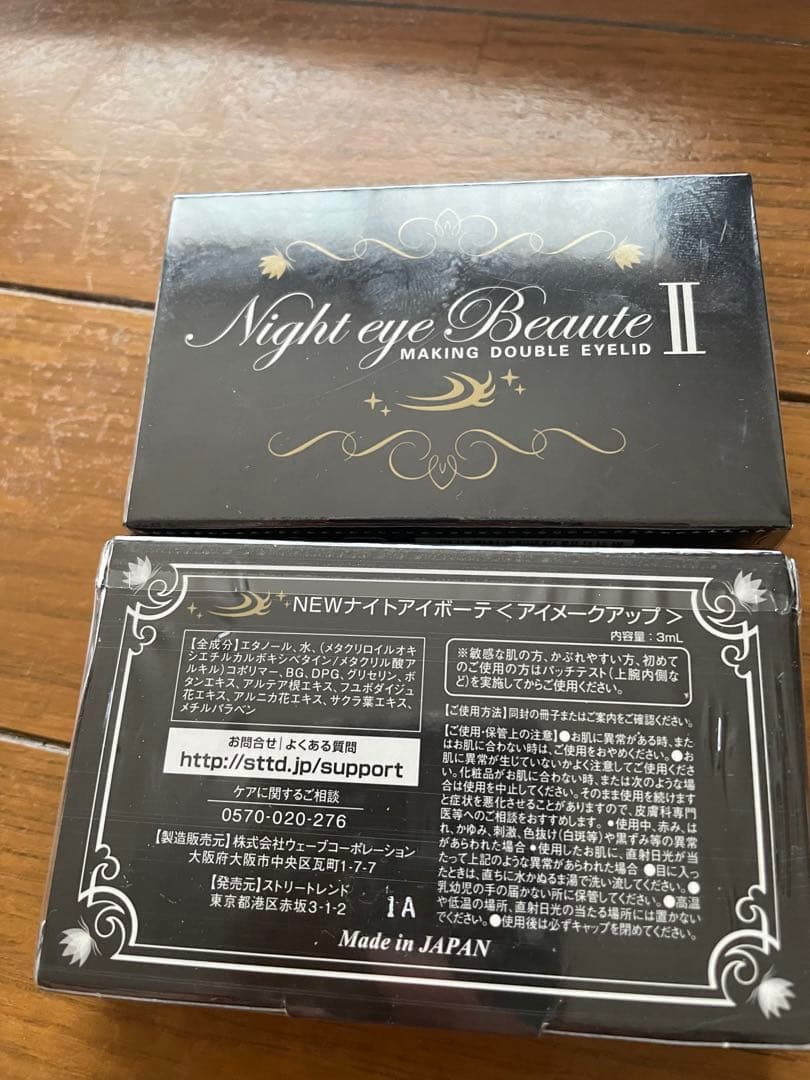 Night eye Beaute II
MAKING DOUBLE EYELID
NEWナイトアイボーテ＜アイメークアップ＞
内容量：3mL
【全成分】エタノール、水、（メタクリロイルオキ
シエチルカルボキシベタイン/メタクリル酸ア
ルキル）コポリマー、BG、DPG、グリセリン、ボ
タンエキス、アルテア根エキス、フユボダイジュ
花エキス、アルニカ花エキス、サクラ葉エキス、
メチルパラベン
お問合せ｜よくある質問
http://sttd.jp/support
ケアに関するご相談
0570-020-276
【製造販売元】株式会社ウェーブコーポレーション
大阪府大阪市中央区瓦町1-7-7
【発売元】ストリートレンド
東京都港区赤坂3-1-2
1A
※敏感な肌の方、かぶれやすい方、初めて
のご使用の方はパッチテスト（上腕内側な
ど）を実施してからご使用ください。
【ご使用方法】同封の冊子またはご案内をご確認ください。
【ご使用・保管上の注意】●お肌に異常がある時、また
はお肌に合わない時は、ご使用をおやめください。●お
肌に異常が生じていないかよく注意してご使用くださ
い。化粧品がお肌に合わない時、または次のような場
合は使用を中止してください。そのまま使用を続けます
と症状を悪化させることがありますので、皮膚科専門
医等へのご相談をおすすめします。●使用中、赤み、は
れ、かゆみ、刺激、色抜け（白斑等）や黒ずみ等の異常
があらわれた場合 ●使用したお肌に、直射日光が当
たって上記のような異常があらわれた場合 ●目に入っ
たときは、直ちに水かぬるま湯で洗い流してください。●
乳幼児の手の届かない所に保管してください。●高温
や低温の場所、直射日光の当たる場所には置かない
でください。●使用後は必ずキャップを閉めてください。
Made in JAPAN